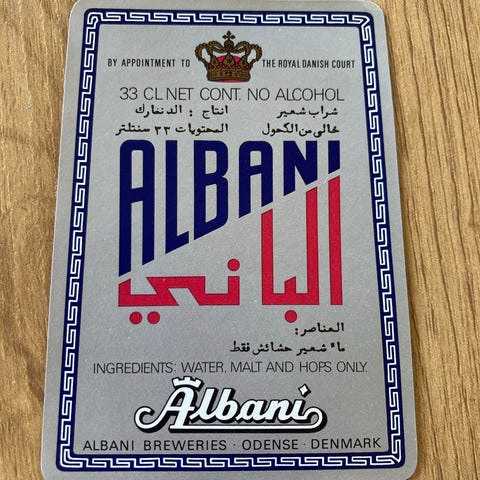 BY APPOINTMENT TO THE ROYAL DANISH COURT
33 CL NET CONT. NO ALCOHOL
شراب شعير انتاج : الدنمارك
خالى من الكحول المحتويات ٣٣ سنتلتر
ALBANI
الباني
العناصر:
ماء شعير حشائش فقط
INGREDIENTS: WATER, MALT AND HOPS ONLY.
Albani
ALBANI BREWERIES · ODENSE · DENMARK